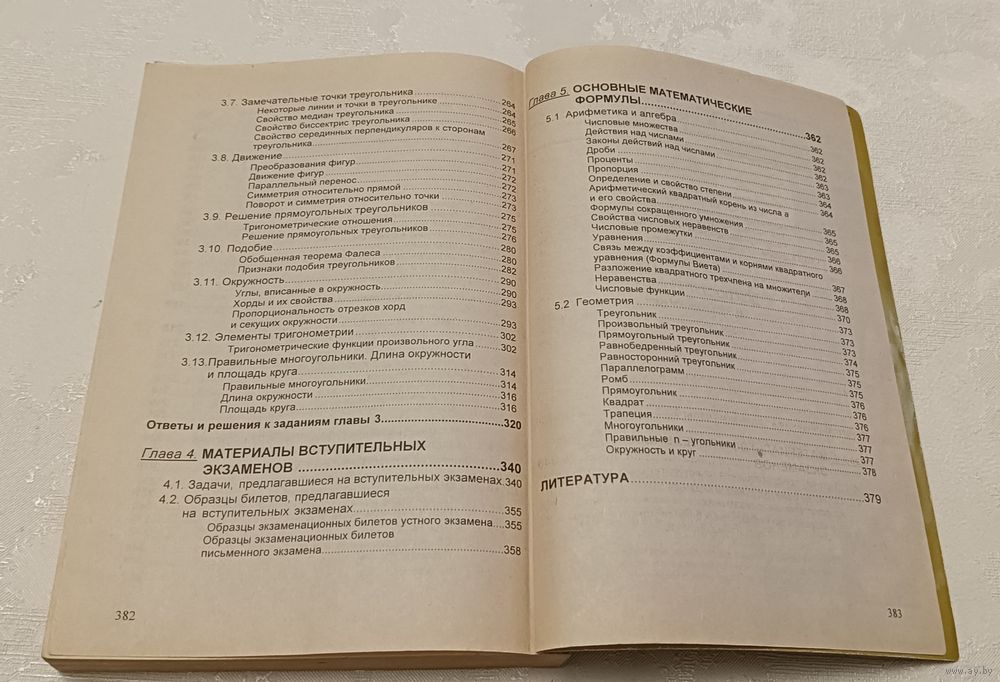 3.7. Замечательные точки треугольника......264
Некоторые линии и точки в треугольнике......264
Свойство медиан треугольника......265
Свойство биссектрис треугольника......266
Свойство серединных перпендикуляров к сторонам
треугольника......267
3.8. Движение......271
Преобразования фигур......271
Движение фигур......272
Параллельный перенос......272
Симметрия относительно прямой......273
Поворот и симметрия относительно точки......273
3.9. Решение прямоугольных треугольников......275
Тригонометрические отношения......275
Решение прямоугольных треугольников......276
3.10. Подобие......280
Обобщенная теорема Фалеса......280
Признаки подобия треугольников......282
3.11. Окружность......290
Углы, вписанные в окружность......290
Хорды и их свойства......293
Пропорциональность отрезков хорд
и секущих окружности......293
3.12. Элементы тригонометрии......302
Тригонометрические функции произвольного угла......302
3.13.Правильные многоугольники. Длина окружности
и площадь круга......314
Правильные многоугольники......314
Длина окружности......316
Площадь круга......316
Ответы и решения к заданиям главы 3......320
Глава 4. МАТЕРИАЛЫ ВСТУПИТЕЛЬНЫХ
ЭКЗАМЕНОВ......340
4.1. Задачи, предлагавшиеся на вступительных экзаменах.340
4.2. Образцы билетов, предлагавшиеся
на вступительных экзаменах......355
Образцы экзаменационных билетов устного экзамена....355
Образцы экзаменационных билетов
письменного экзамена......358
382
Глава 5. ОСНОВНЫЕ МАТЕМАТИЧЕСКИЕ
ФОРМУЛЫ......362
5.1 Арифметика и алгебра......362
Числовые множества......362
Действия над числами......362
Законы действий над числами......362
Дроби......363
Проценты......363
Пропорция......364
Определение и свойство степени......364
Арифметический квадратный корень из числа а
и его свойства......365
Формулы сокращенного умножения......365
Свойства числовых неравенств......365
Числовые промежутки......366
Уравнения......366
Связь между коэффициентами и корнями квадратного
уравнения (Формулы Виета)......367
Разложение квадратного трехчлена на множители......368
Неравенства......368
Числовые функции......370
5.2 Геометрия......373
Треугольник......373
Произвольный треугольник......373
Прямоугольный треугольник......374
Равнобедренный треугольник......375
Равносторонний треугольник......375
Параллелограмм......375
Ромб......376
Прямоугольник......376
Квадрат......376
Трапеция......377
Многоугольники......377
Правильные n – угольники......377
Окружность и круг......378
ЛИТЕРАТУРА......379
383
www.ay.by